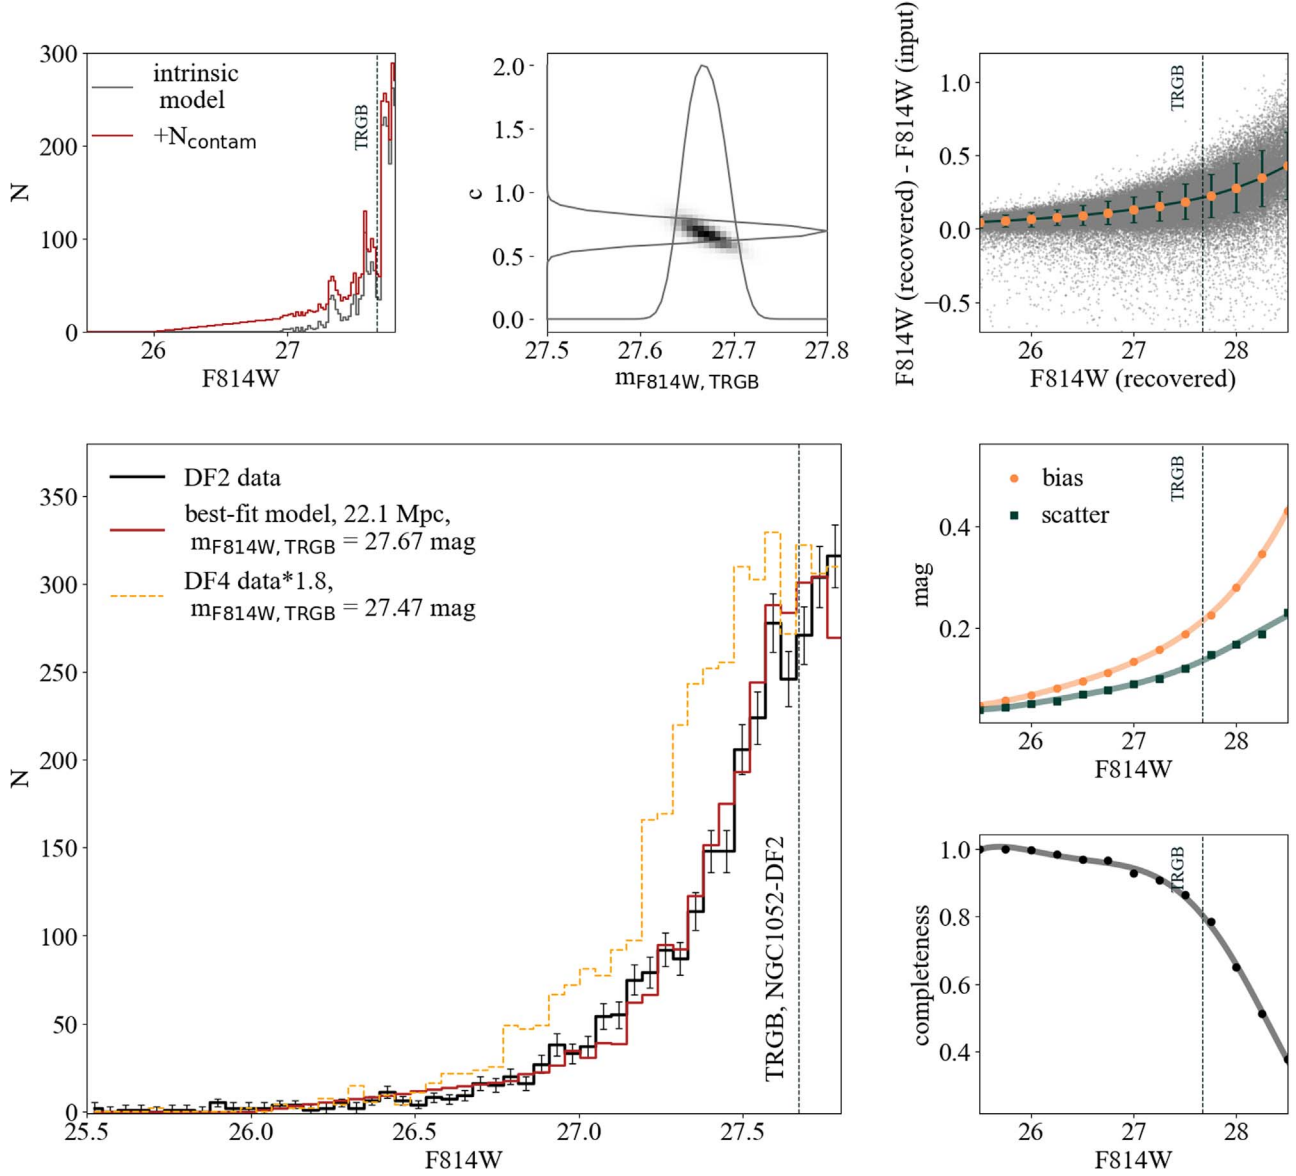 300
200
100
0
N
26
27
F814W
intrinsic
model
+Ncontam
TRGB
2.0
1.5
1.0
0.5
0.0
c
27.5
27.6
27.7
27.8
mF814W, TRGB
F814W (recovered) - F814W (input)
1.0
0.5
0.0
−0.5
TRGB
26
27
28
F814W (recovered)
350
300
250
200
150
100
50
0
N
DF2 data
best-fit model, 22.1 Mpc,
mF814W, TRGB = 27.67 mag
DF4 data*1.8,
mF814W, TRGB = 27.47 mag
TRGB, NGC1052-DF2
25.5
26.0
26.5
27.0
27.5
F814W
bias
scatter
TRGB
0.4
0.2
mag
26
27
28
F814W
TRGB
1.0
0.8
0.6
0.4
completeness
26
27
28
F814W